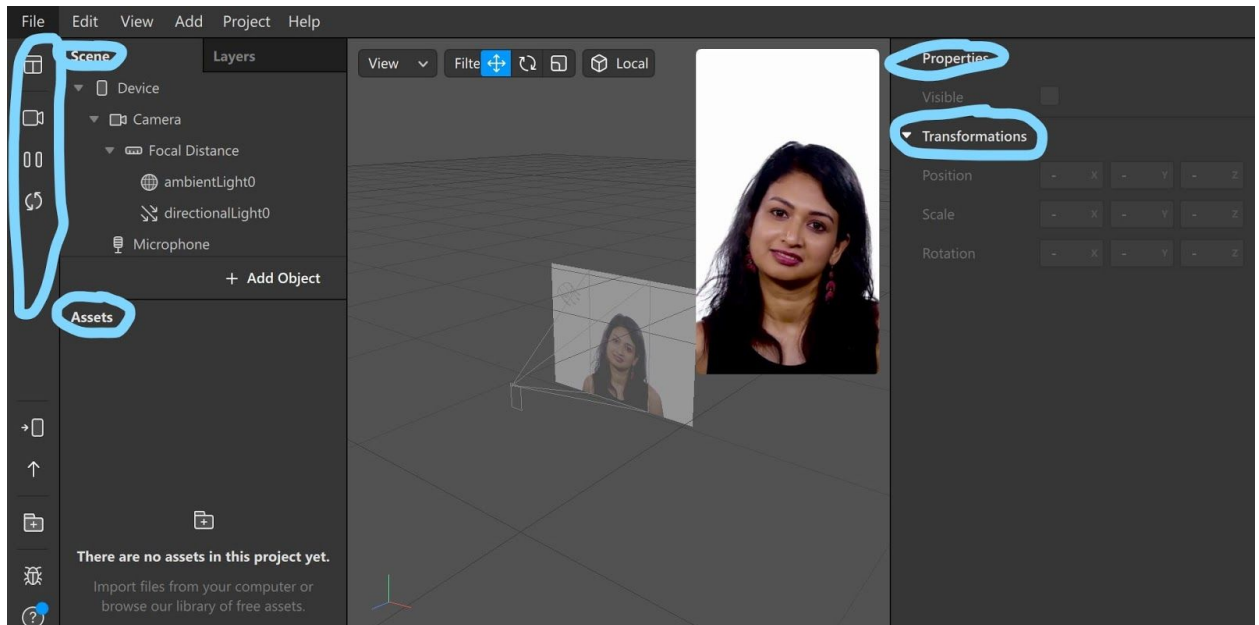 File Edit View Add Project Help
Scene Layers
Device
Camera
Focal Distance
ambientLight0
directionalLight0
Microphone
+ Add Object
Assets
There are no assets in this project yet.
Import files from your computer or
browse our library of free assets.
?
View Filte Local
Properties
Visible
Transformations
Position - X - Y - Z
Scale - X - Y - Z
Rotation - X - Y - Z